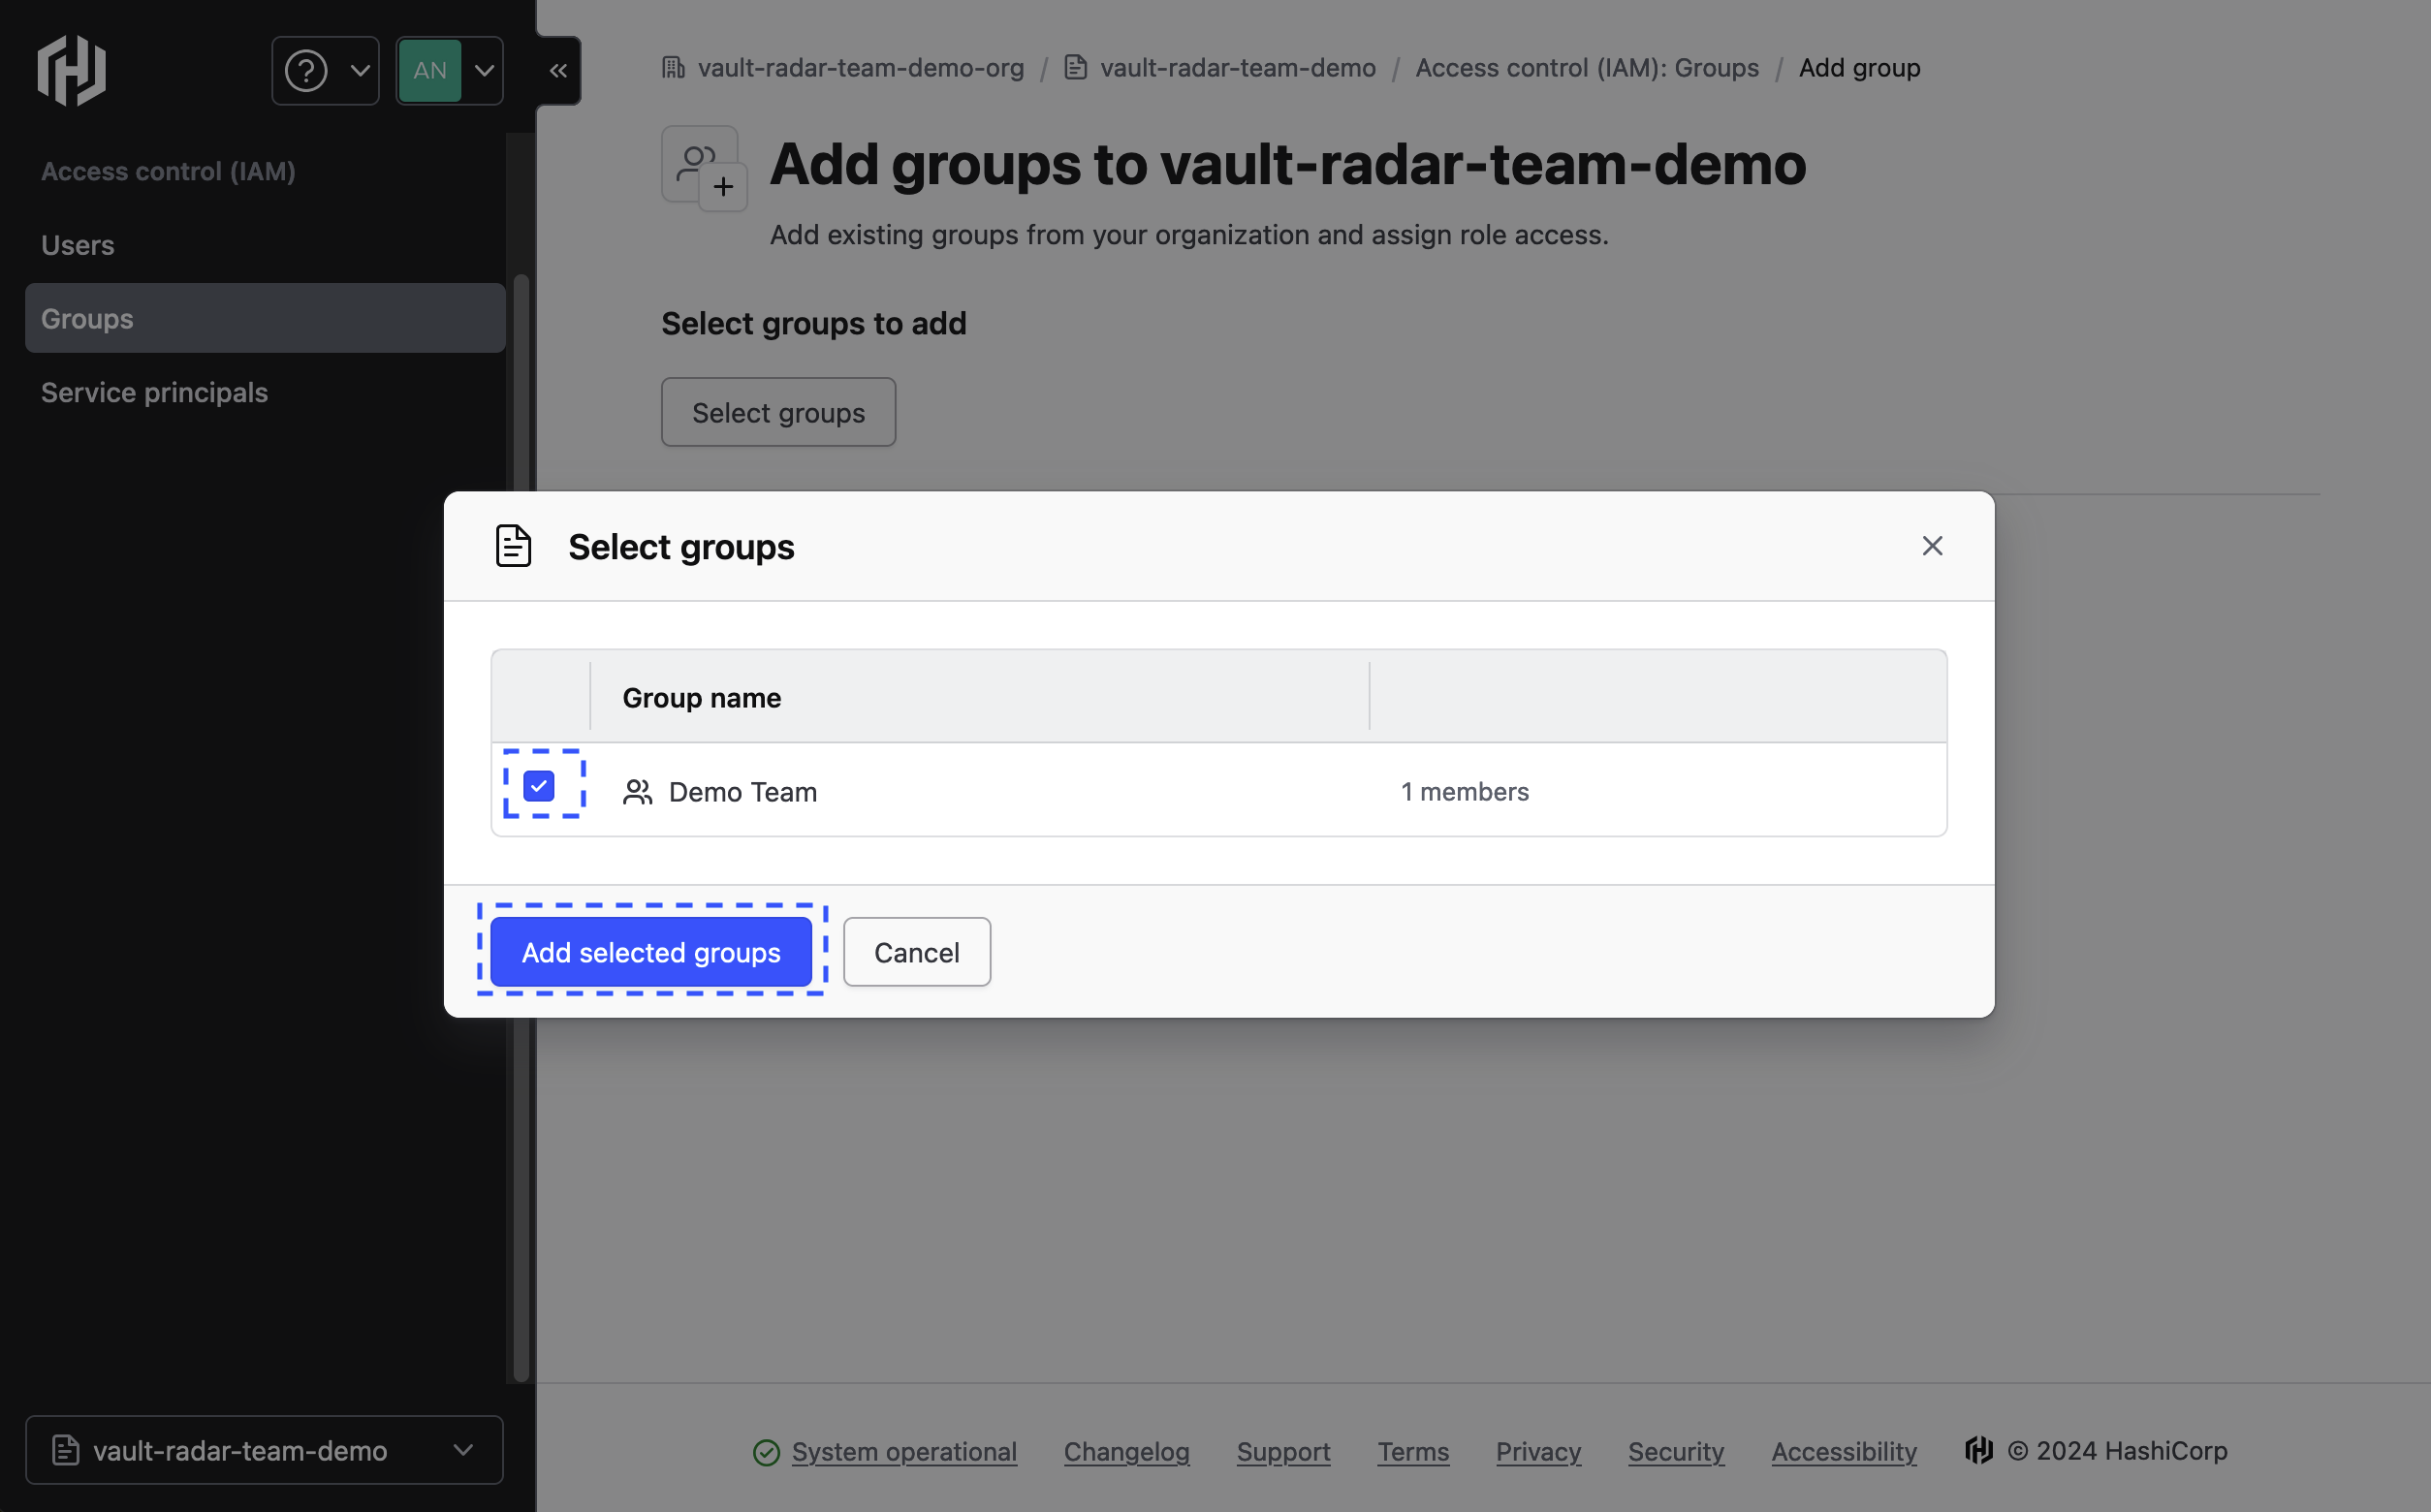 AN
vault-radar-team-demo-org / vault-radar-team-demo / Access control (IAM): Groups / Add group
Access control (IAM)
Users
Groups
Service principals
Add groups to vault-radar-team-demo
Add existing groups from your organization and assign role access.
Select groups to add
Select groups
Select groups
Group name
Demo Team 1 members
Add selected groups Cancel
vault-radar-team-demo
System operational Changelog Support Terms Privacy Security Accessibility © 2024 HashiCorp